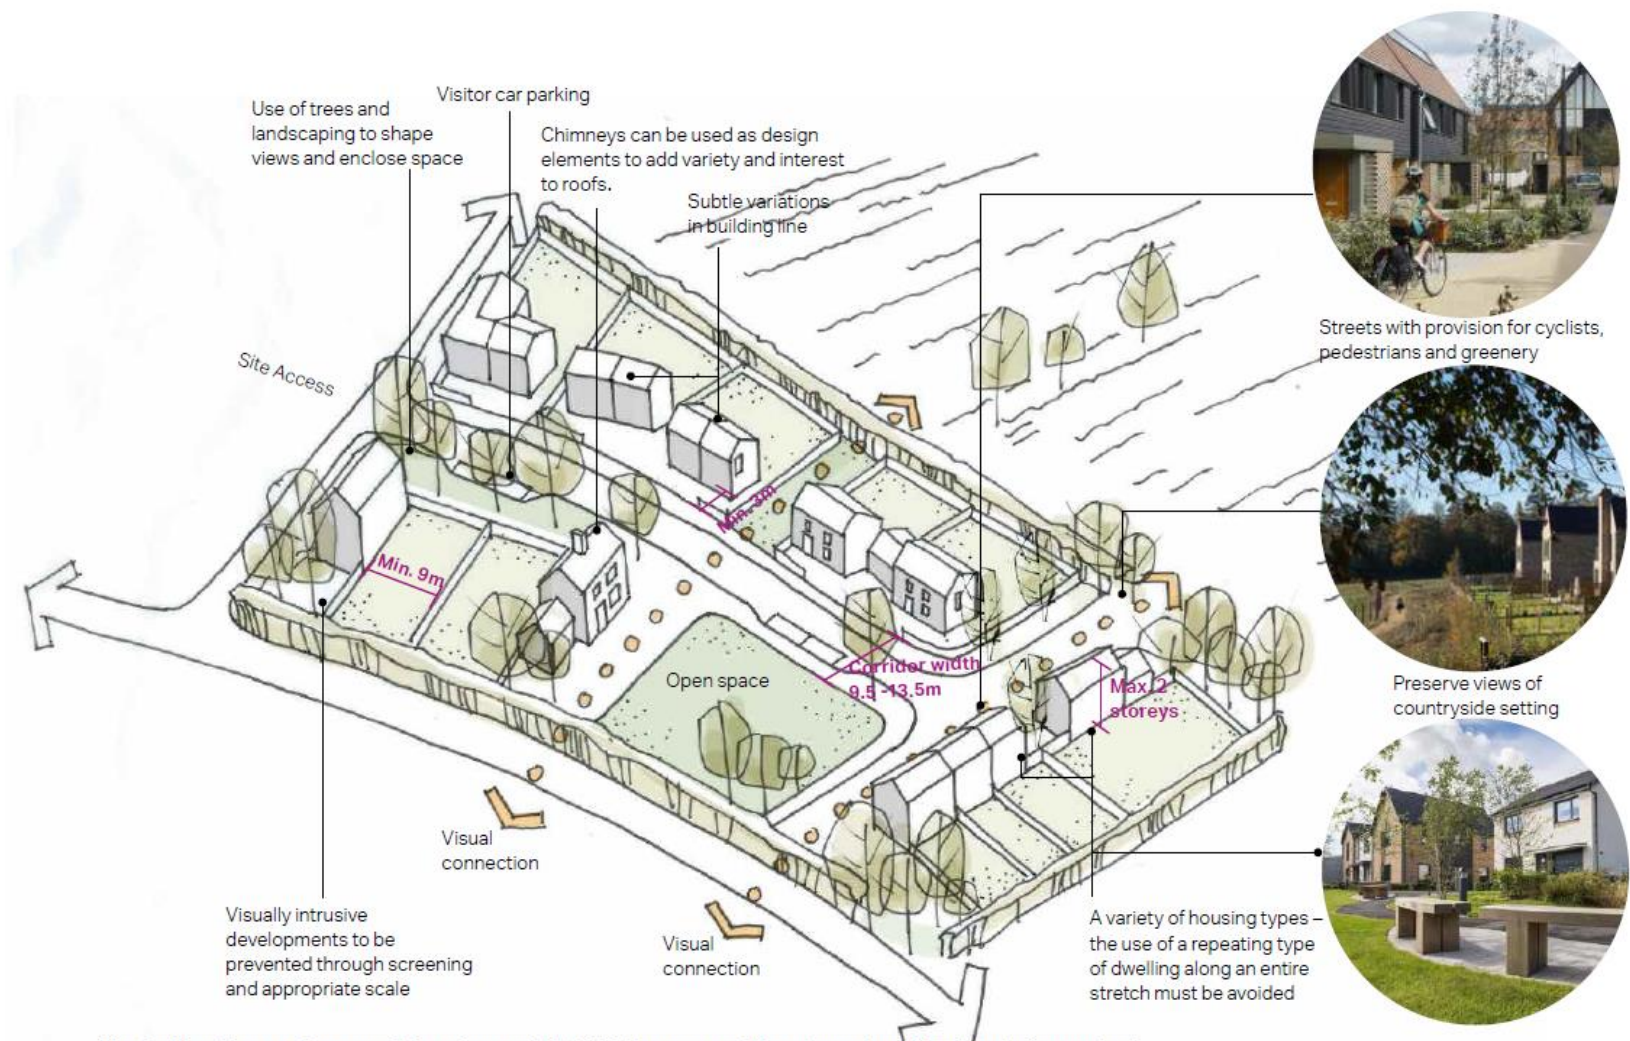 Visitor car parking
Use of trees and
landscaping to shape
views and enclose space
Chimneys can be used as design
elements to add variety and interest
to roofs.
Subtle variations
in building line
Site Access
Streets with provision for cyclists,
pedestrians and greenery
Min. 3m
Min. 9m
Open space
Corridor width
9.5 -13.5m
Max. 2
storeys
Preserve views of
countryside setting
Visual
connection
Visual
connection
Visually intrusive
developments to be
prevented through screening
and appropriate scale
A variety of housing types –
the use of a repeating type
of dwelling along an entire
stretch must be avoided